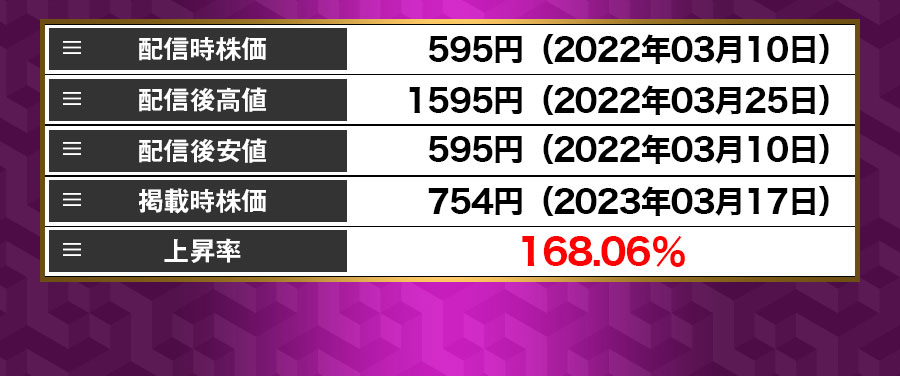 配信時株価 595円（2022年03月10日）
配信後高値 1595円（2022年03月25日）
配信後安値 595円（2022年03月10日）
掲載時株価 754円（2023年03月17日）
上昇率 168.06%